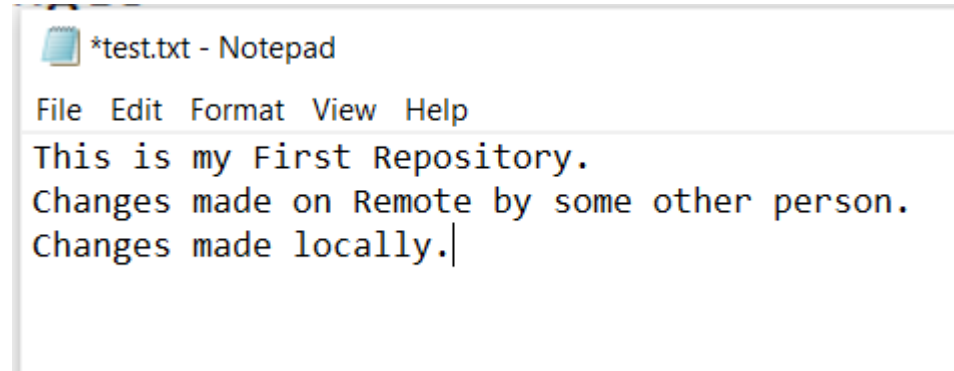 *test.txt - Notepad
File Edit Format View Help
This is my First Repository.
Changes made on Remote by some other person.
Changes made locally.